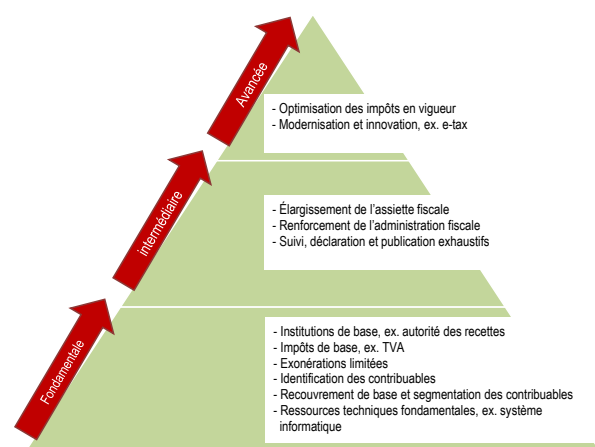 Avancée
- Optimisation des impôts en vigueur
- Modernisation et innovation, ex. e-tax
intermédiaire
- Élargissement de l'assiette fiscale
- Renforcement de l'administration fiscale
- Suivi, déclaration et publication exhaustifs
Fondamentale
- Institutions de base, ex. autorité des recettes
- Impôts de base, ex. TVA
- Exonérations limitées
- Identification des contribuables
- Recouvrement de base et segmentation des contribuables
- Ressources techniques fondamentales, ex. système
informatique